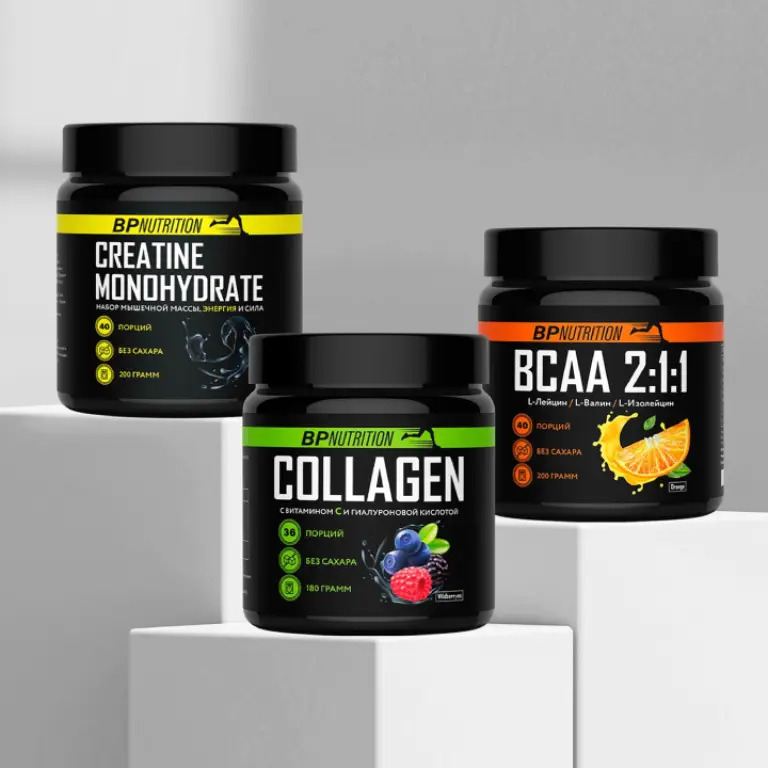 BPNUTRITION
CREATINE
MONOHYDRATE
НАБОР МЫШЕЧНОЙ МАССЫ, ЭНЕРГИЯ И СИЛА
40 ПОРЦИЙ
БЕЗ САХАРА
200 ГРАММ
BPNUTRITION
COLLAGEN
С ВИТАМИНОМ С И ГИАЛУРОНОВОЙ КИСЛОТОЙ
36 ПОРЦИЙ
БЕЗ САХАРА
180 ГРАММ
Wildberries
BPNUTRITION
BCAA 2:1:1
L-Лейцин / L-Валин / L-Изолейцин
40 ПОРЦИЙ
БЕЗ САХАРА
200 ГРАММ
Orange